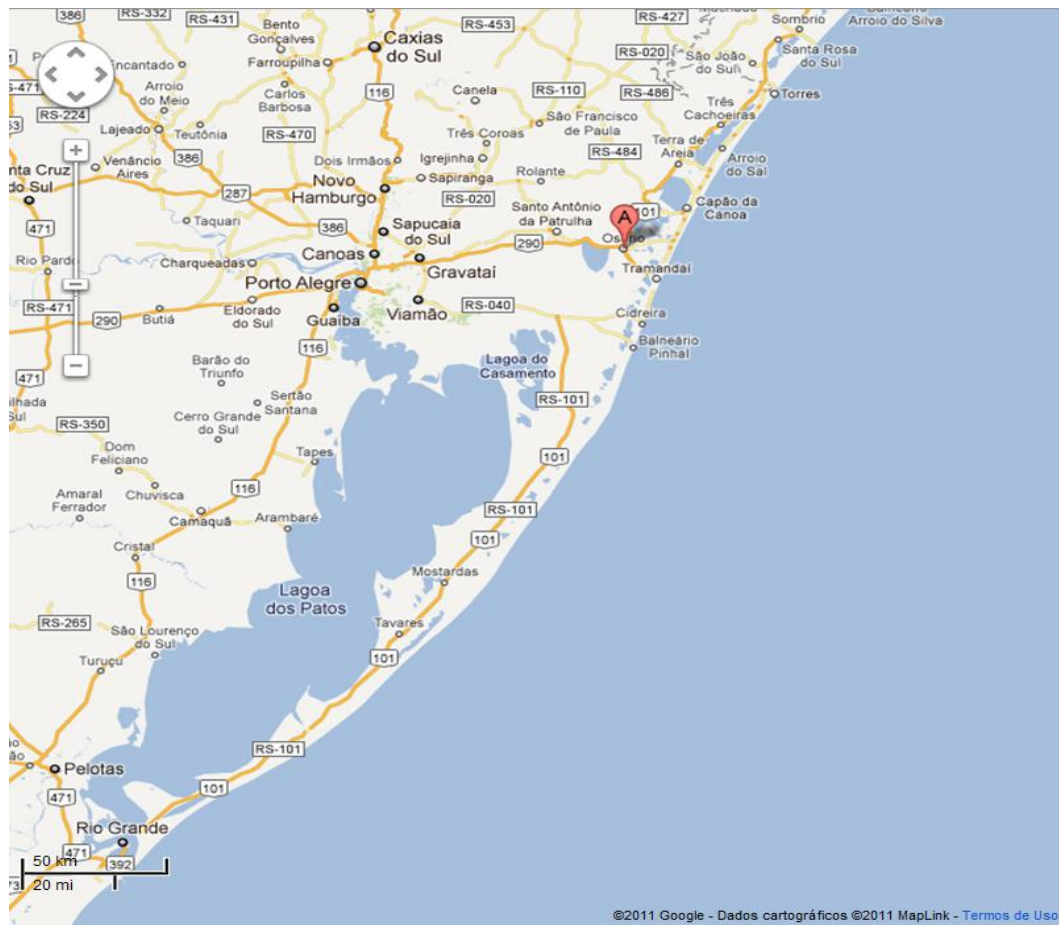 386
RS-332
RS-431
Bento
Gonçalves
Caxias
do Sul
Farroupilha
Encantado
RS-453
RS-427
Sombrio
Arroio do Silva
RS-020
São João
do Sul
Santa Rosa
do Sul
Arroio
do Meio
Carlos
Barbosa
116
Canela
RS-110
RS-486
Torres
RS-224
Lajeado
Teutônia
RS-470
Três Coroas
São Francisco
de Paula
Três
Cachoeiras
Terra de
Areia
386
Dois Irmãos
Igrejinha
RS-484
Arroio
do Sal
Venâncio
Aires
Santa Cruz
do Sul
287
Novo
Hamburgo
Sapiranga
Rolante
RS-020
Capão da
Canoa
Taquari
386
Sapucaia
do Sul
Santo Antônio
da Patrulha
101
A
471
Canoas
290
Rio Pardo
Charqueadas
Gravataí
Tramandaí
Porto Alegre
RS-471
Eldorado
do Sul
Butiá
290
Guaíba
Viamão
RS-040
Cidreira
Balneário
Pinhal
116
Lagoa do
Casamento
Barão do
Triunfo
471
Sertão
Santana
RS-101
Cerro Grande
do Sul
RS-350
Dom
Feliciano
Tapes
101
Amaral
Ferrador
Chuvisca
116
Camaquã
Arambaré
RS-101
101
Cristal
116
Mostardas
Lagoa
dos Patos
RS-265
São Lourenço
do Sul
Tavares
Turuçu
101
RS-101
Pelotas
471
101
Rio Grande
471
392
50 km
20 mi
©2011 Google - Dados cartográficos ©2011 MapLink - Termos de Uso